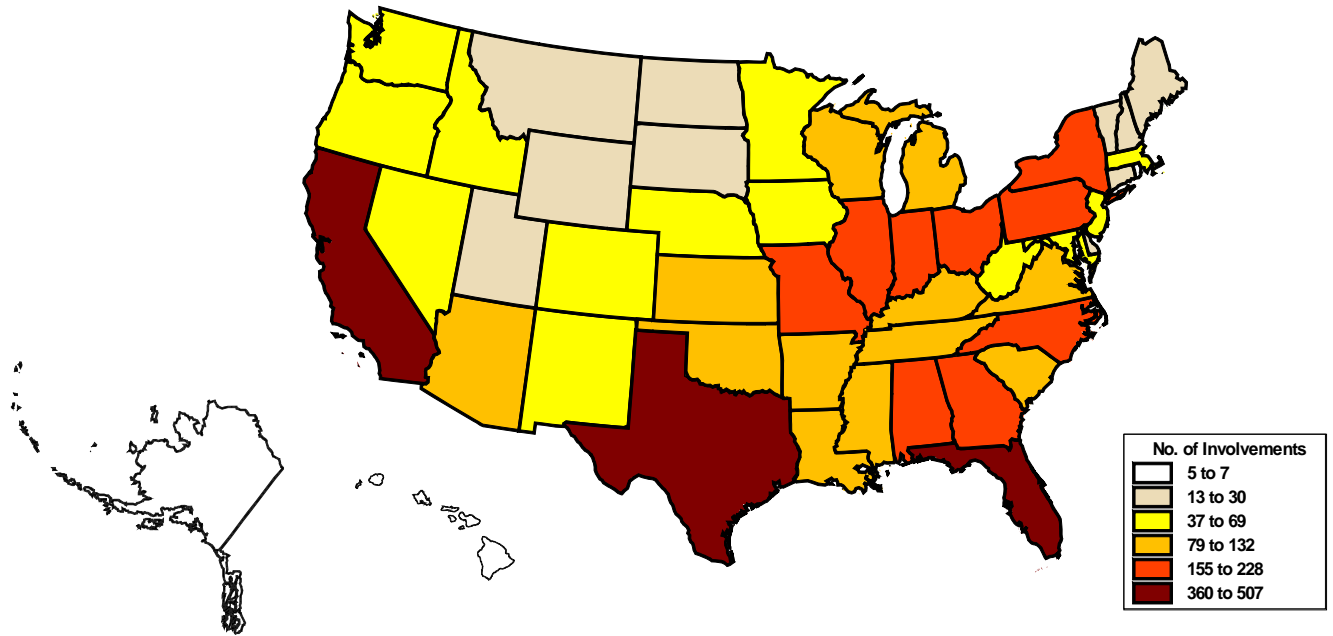 No. of Involvements
5 to 7
13 to 30
37 to 69
79 to 132
155 to 228
360 to 507